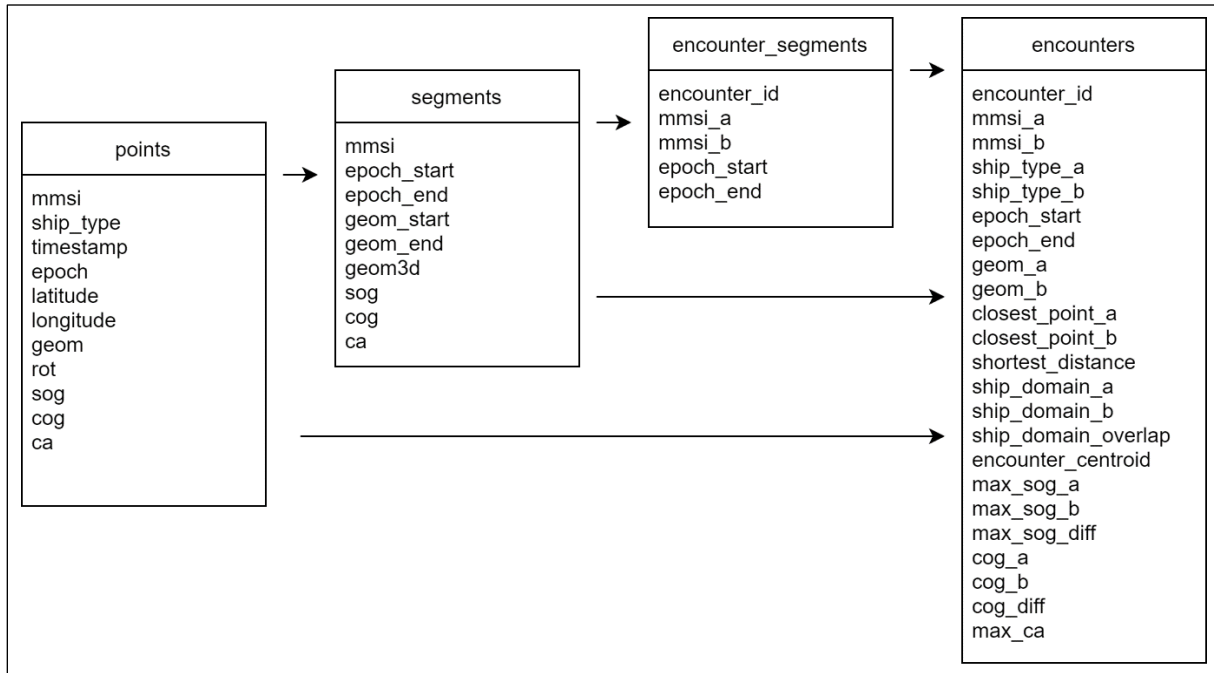 points
mmsi
ship_type
timestamp
epoch
latitude
longitude
geom
rot
sog
cog
ca
segments
mmsi
epoch_start
epoch_end
geom_start
geom_end
geom3d
sog
cog
ca
encounter_segments
encounter_id
mmsi_a
mmsi_b
epoch_start
epoch_end
encounters
encounter_id
mmsi_a
mmsi_b
ship_type_a
ship_type_b
epoch_start
epoch_end
geom_a
geom_b
closest_point_a
closest_point_b
shortest_distance
ship_domain_a
ship_domain_b
ship_domain_overlap
encounter_centroid
max_sog_a
max_sog_b
max_sog_diff
cog_a
cog_b
cog_diff
max_ca